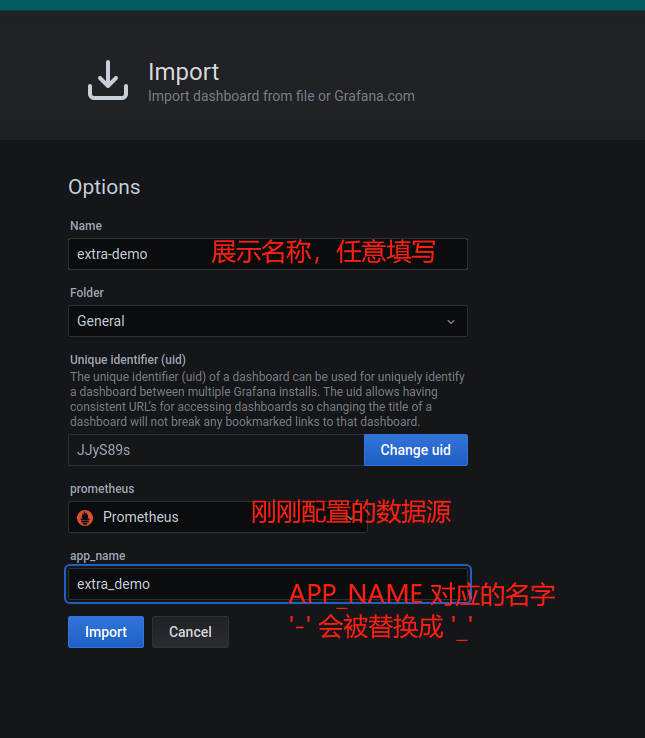 Import
Import dashboard from file or Grafana.com
Options
Name
extra-demo
展示名称，任意填写
Folder
General
Unique identifier (uid)
The unique identifier (uid) of a dashboard can be used for uniquely identify
a dashboard between multiple Grafana installs. The uid allows having
consistent URL's for accessing dashboards so changing the title of a
dashboard will not break any bookmarked links to that dashboard.
JJyS89s
Change uid
prometheus
Prometheus
刚刚配置的数据源
app_name
extra_demo
APP_NAME 对应的名字
'-' 会被替换成 '_'
Import
Cancel